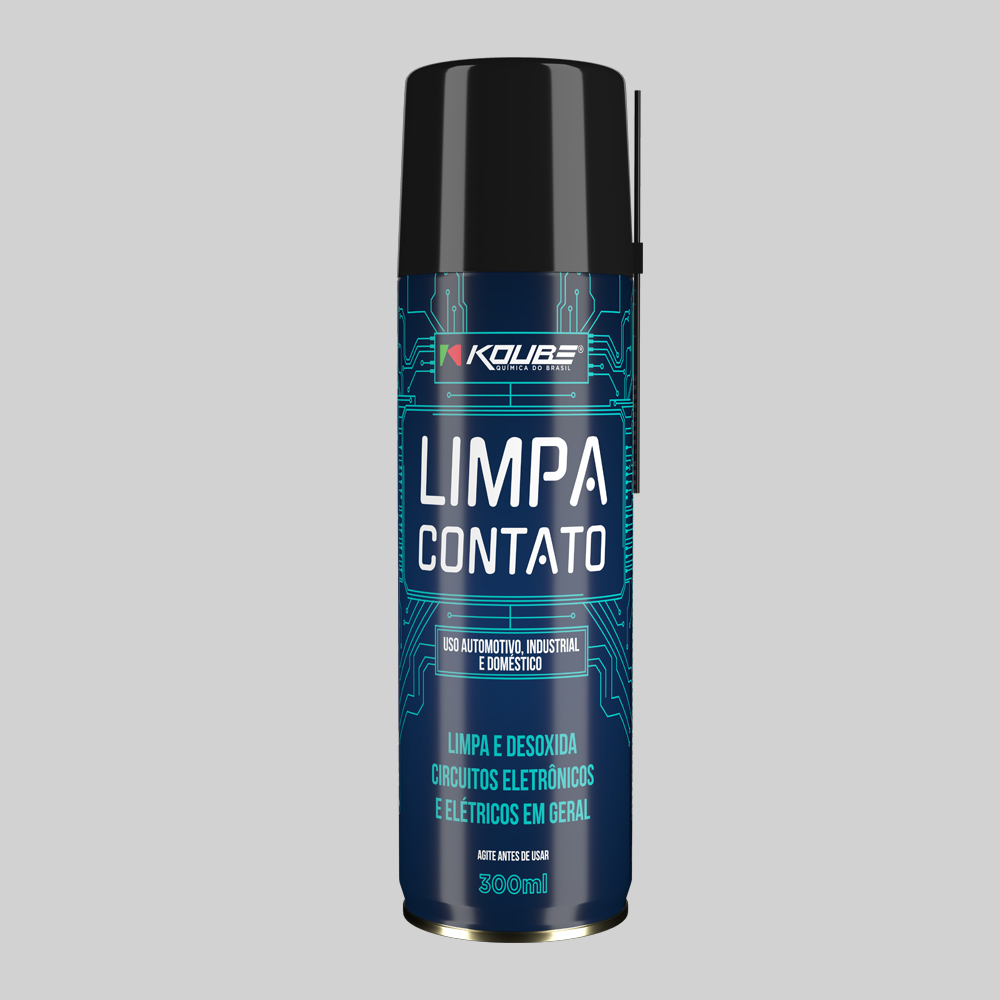 KOUBE®
QUÍMICA DO BRASIL
LIMPA
CONTATO
USO AUTOMOTIVO, INDUSTRIAL
E DOMÉSTICO
LIMPA E DESOXIDA
CIRCUITOS ELETRÔNICOS
E ELÉTRICOS EM GERAL
AGITE ANTES DE USAR
300ml